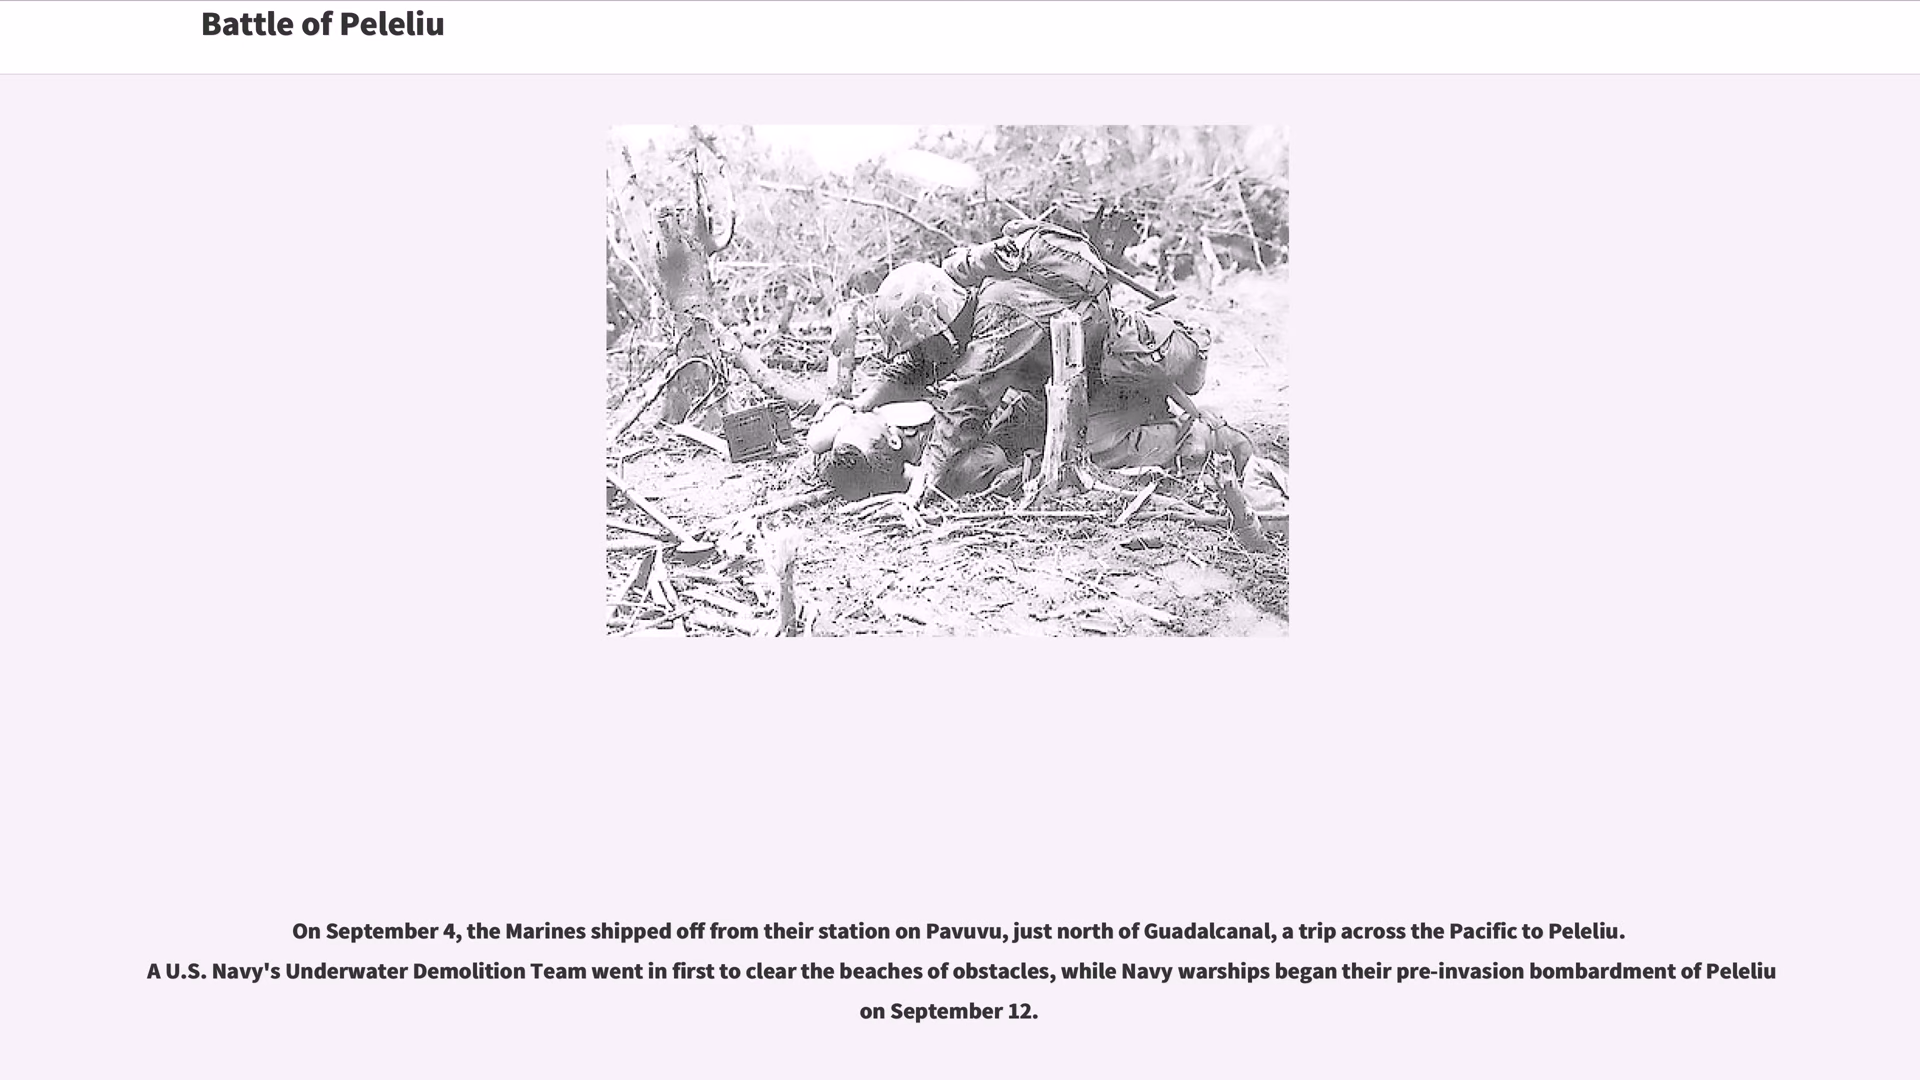 Battle of Peleliu
On September 4, the Marines shipped off from their station on Pavuvu, just north of Guadalcanal, a trip across the Pacific to Peleliu.
A U.S. Navy's Underwater Demolition Team went in first to clear the beaches of obstacles, while Navy warships began their pre-invasion bombardment of Peleliu
on September 12.